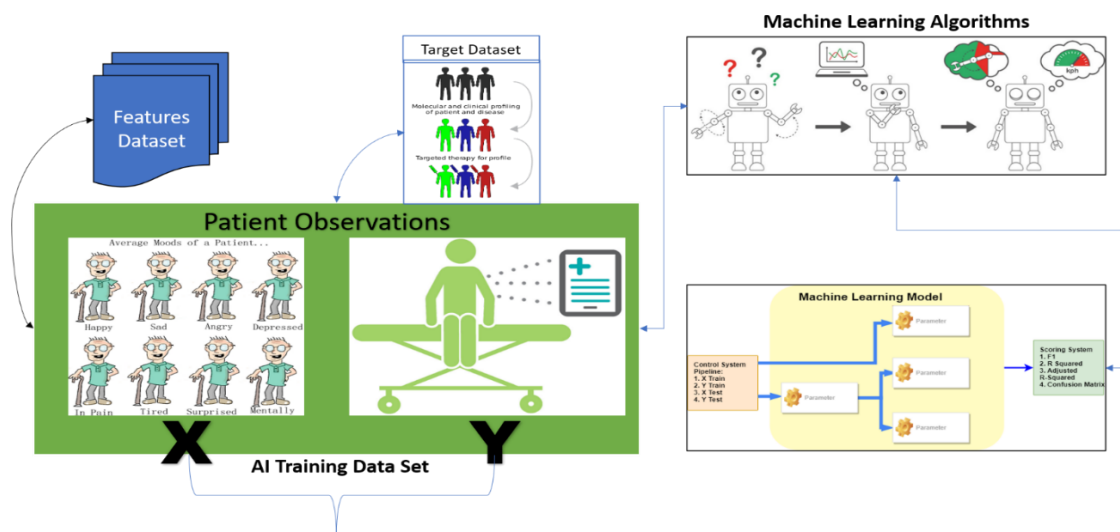 Machine Learning Algorithms
Features
Dataset
Target Dataset
Molecular and clinical profiling
of patient and disease
Targeted therapy for profile
? ? ?
kph
Patient Observations
Average Moods of a Patient...
Happy Sad Angry Depressed
In Pain Tired Surprised Mentally
X Y
AI Training Data Set
Machine Learning Model
Parameter
Control System
Pipeline:
1. X Train
2. Y Train
3. X Test
4. Y Test
Parameter
Parameter
Parameter
Scoring System
1. F1
2. R Squared
3. Adjusted
R-Squared
4. Confusion Matrix